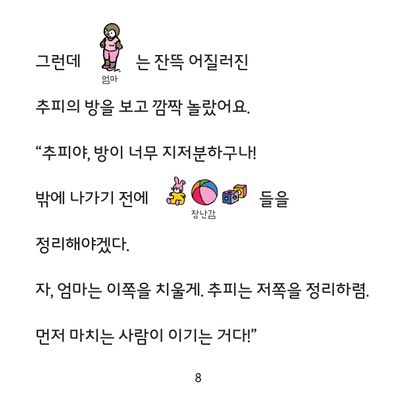 그런데 는 잔뜩 어질러진
엄마
추피의 방을 보고 깜짝 놀랐어요.
“추피야, 방이 너무 지저분하구나!
밖에 나가기 전에 들을
장난감
정리해야겠다.
자, 엄마는 이쪽을 치울게. 추피는 저쪽을 정리하렴.
먼저 마치는 사람이 이기는 거다!”
8